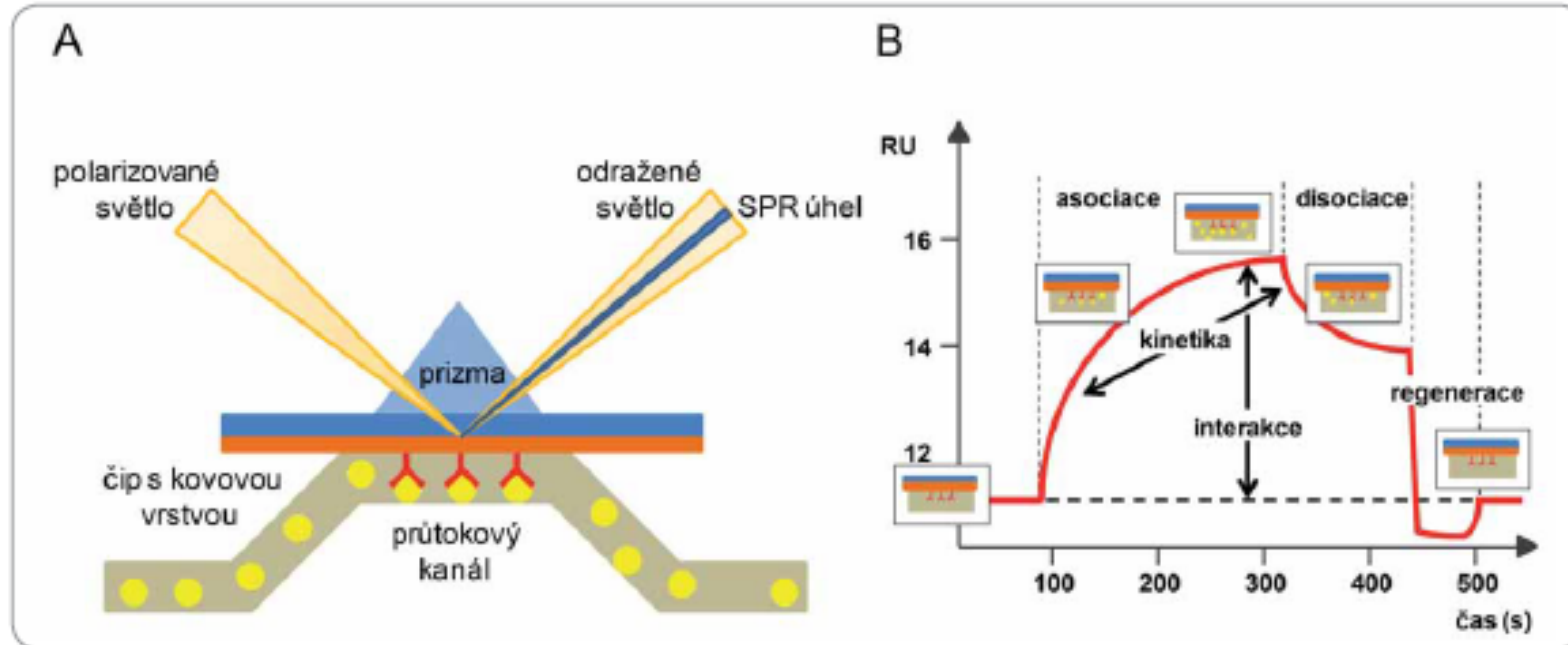 A
polarizované
světlo
odražené
světlo
SPR úhel
prizma
čip s kovovou
vrstvou
průtokový
kanál
B
RU
16
14
12
asociace
disociace
kinetika
interakce
regenerace
100
200
300
400
500
čas (s)